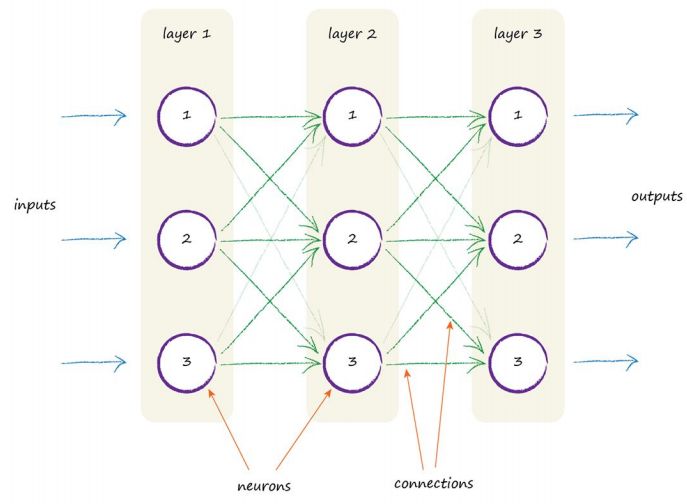 layer 1
layer 2
layer 3
1
1
1
inputs
outputs
2
2
2
3
3
3
neurons
connections